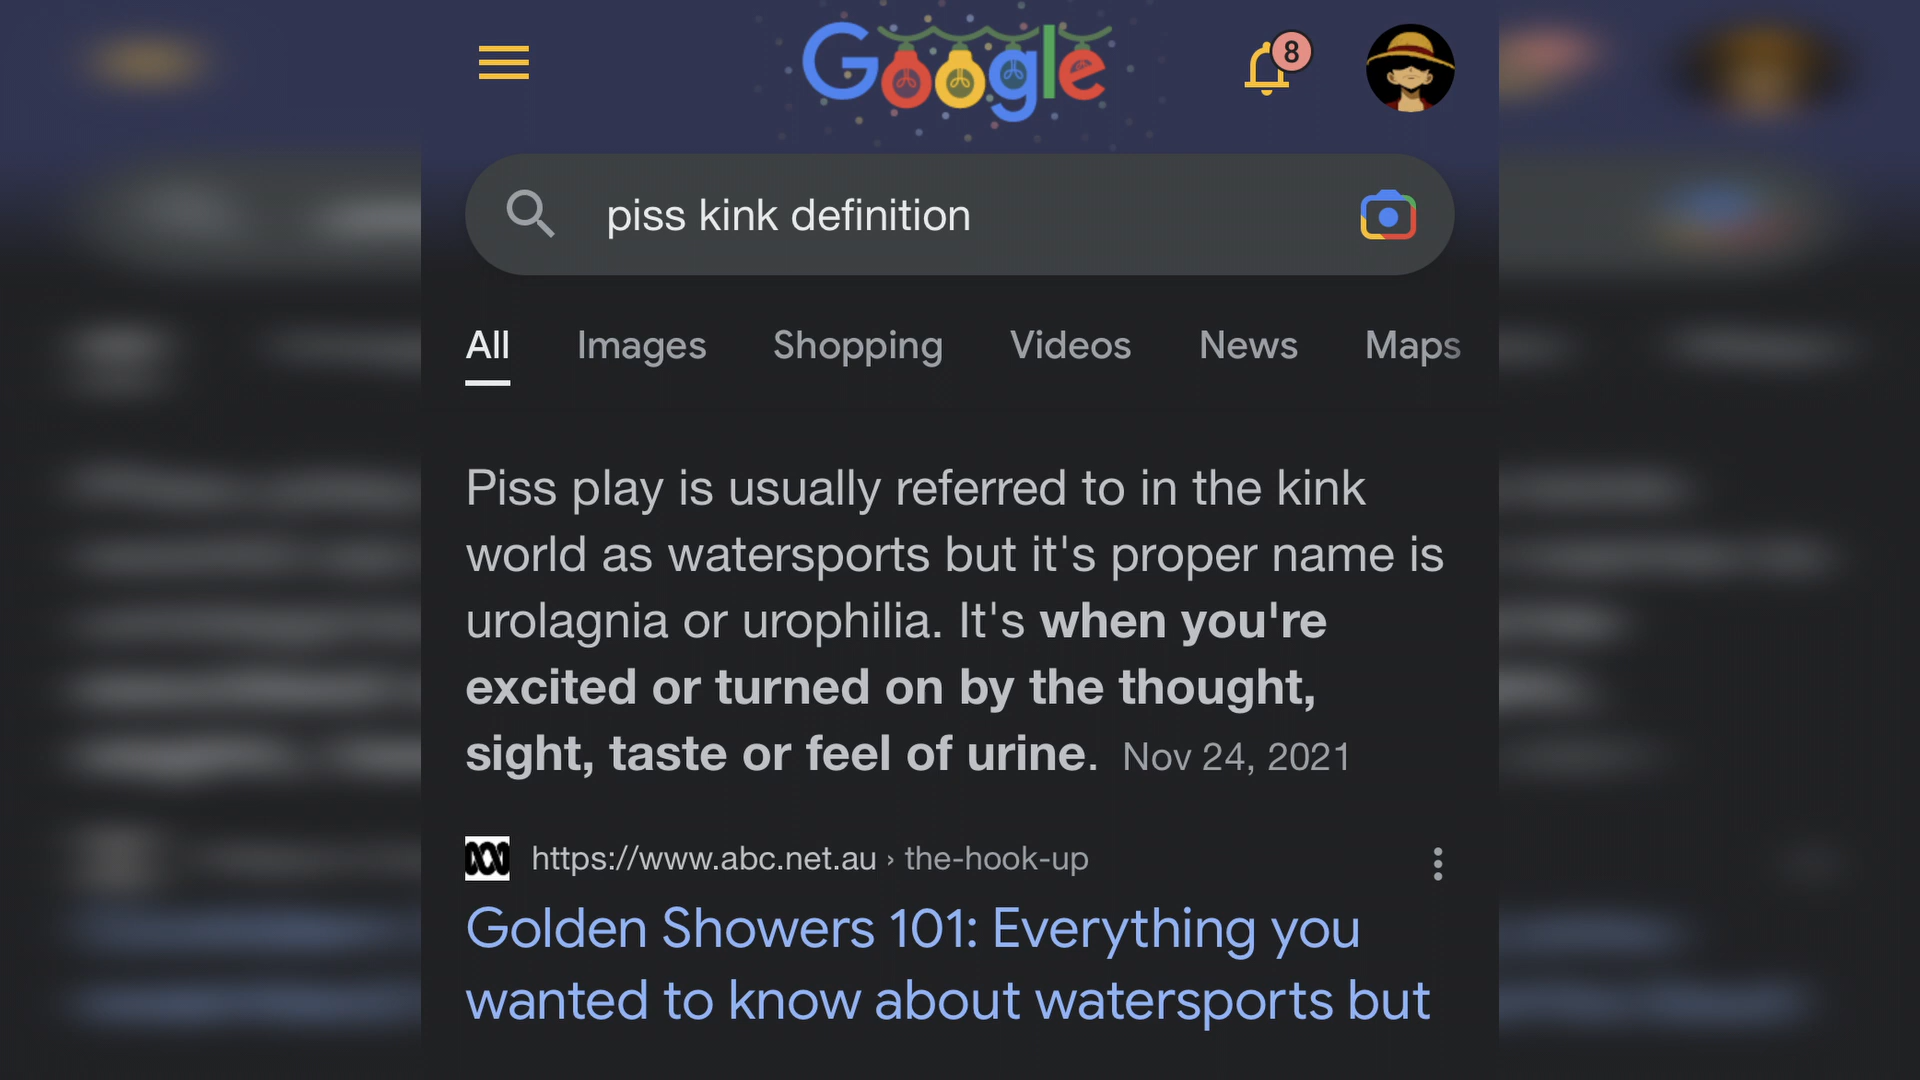 Google
8
piss kink definition
All Images Shopping Videos News Maps
Piss play is usually referred to in the kink
world as watersports but it's proper name is
urolagnia or urophilia. It's when you're
excited or turned on by the thought,
sight, taste or feel of urine. Nov 24, 2021
https://www.abc.net.au › the-hook-up
Golden Showers 101: Everything you
wanted to know about watersports but